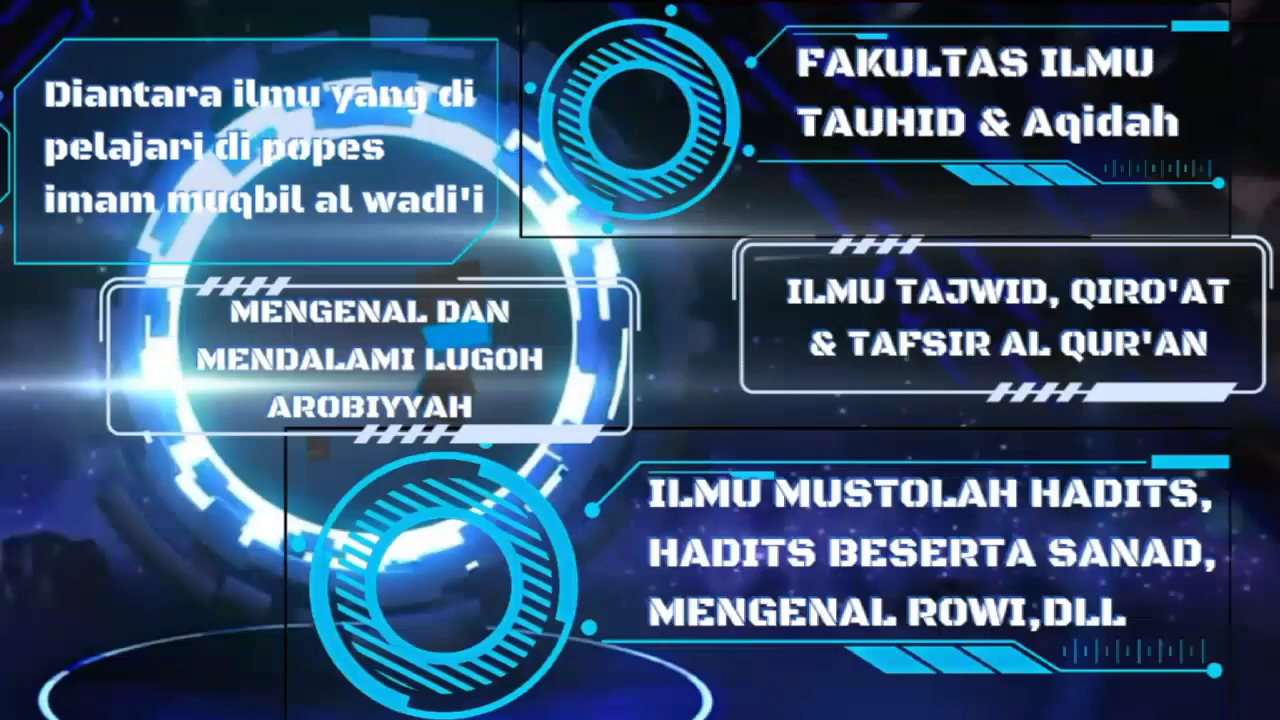 Diantara ilmu yang di
pelajari di popes
imam muqbil al wadi'i
FAKULTAS ILMU
TAUHID & Aqidah
MENGENAL DAN
MENDALAMI LUGOH
AROBIYYAH
ILMU TAJWID, QIRO'AT
& TAFSIR AL QUR'AN
ILMU MUSTOLAH HADITS,
HADITS BESERTA SANAD,
MENGENAL ROWI,DLL